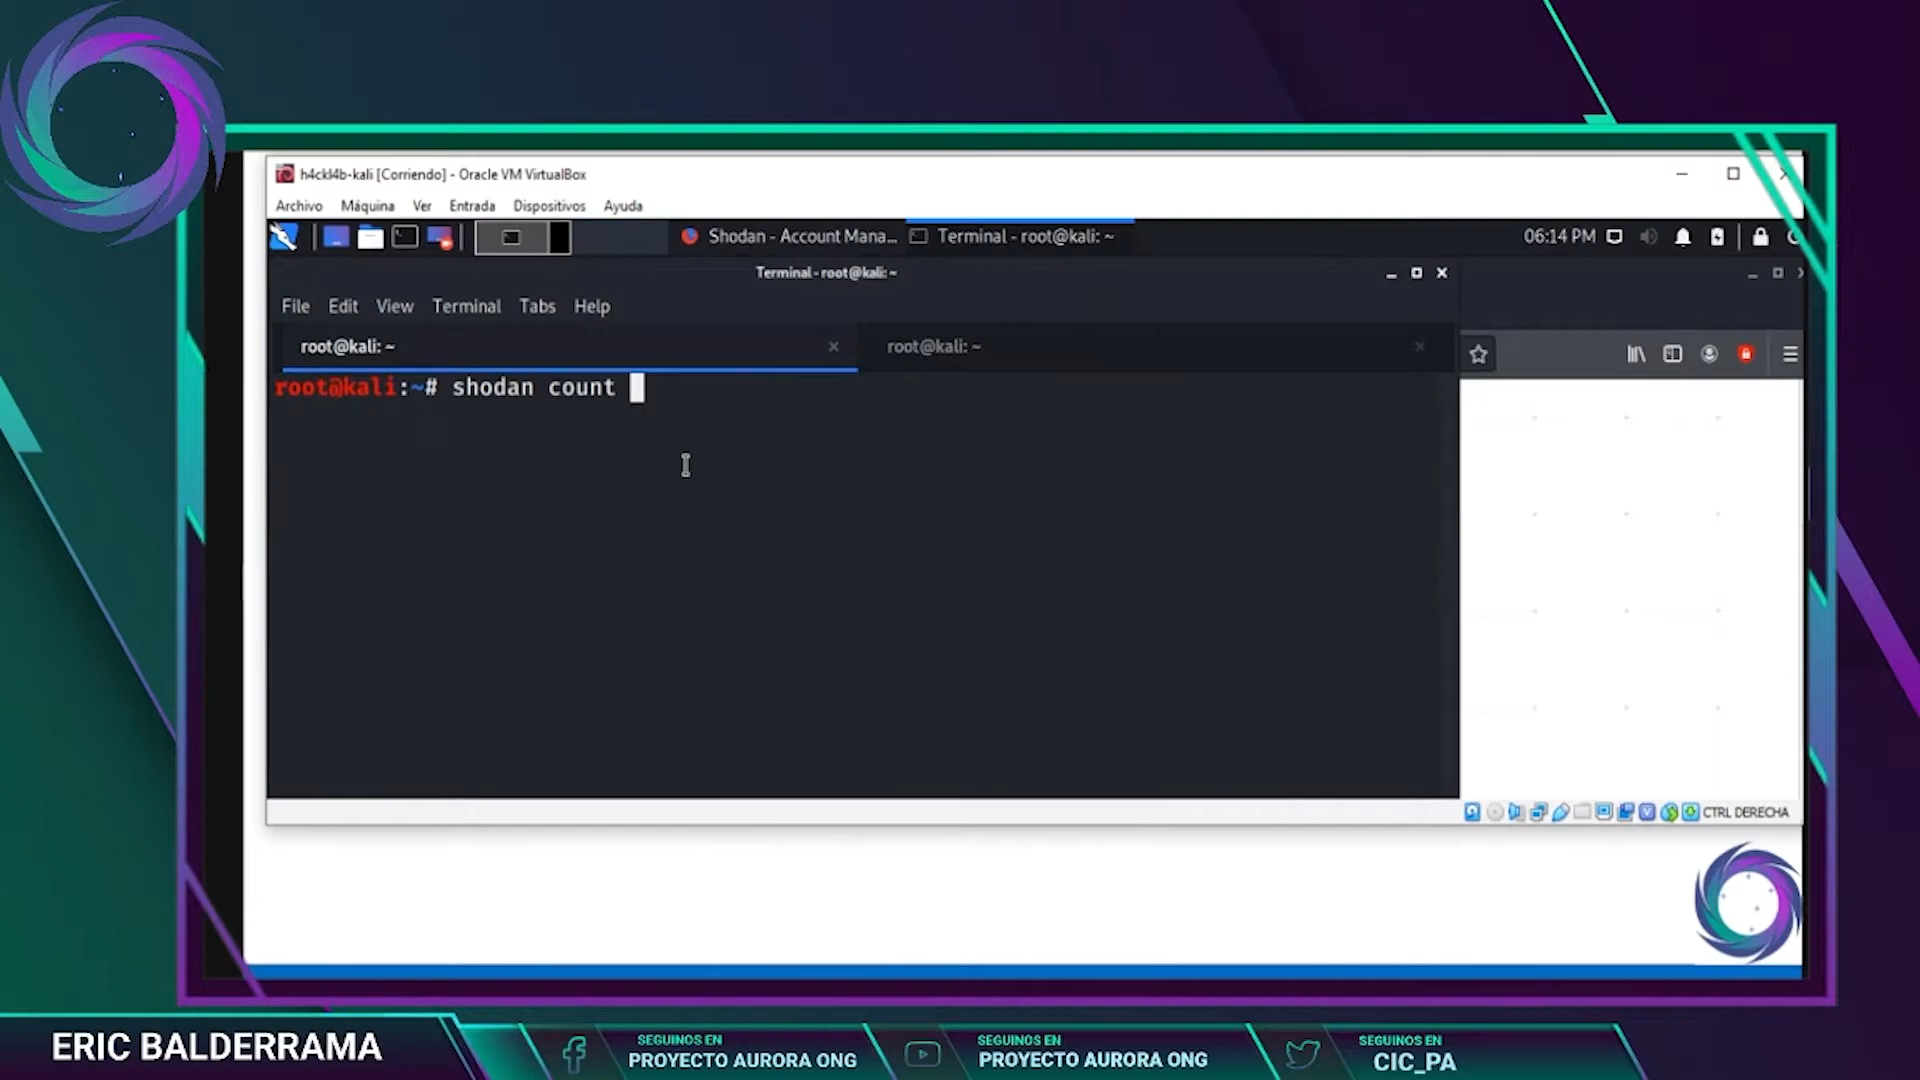 h4ckl4b-kali [Corriendo] - Oracle VM VirtualBox
Archivo Máquina Ver Entrada Dispositivos Ayuda
Shodan - Account Mana... Terminal - root@kali: ~ 06:14 PM
Terminal - root@kali: ~
File Edit View Terminal Tabs Help
root@kali: ~ root@kali: ~
root@kali:~# shodan count
CTRL DERECHA
ERIC BALDERRAMA
SEGUINOS EN
PROYECTO AURORA ONG
SEGUINOS EN
PROYECTO AURORA ONG
SEGUINOS EN
CIC_PA